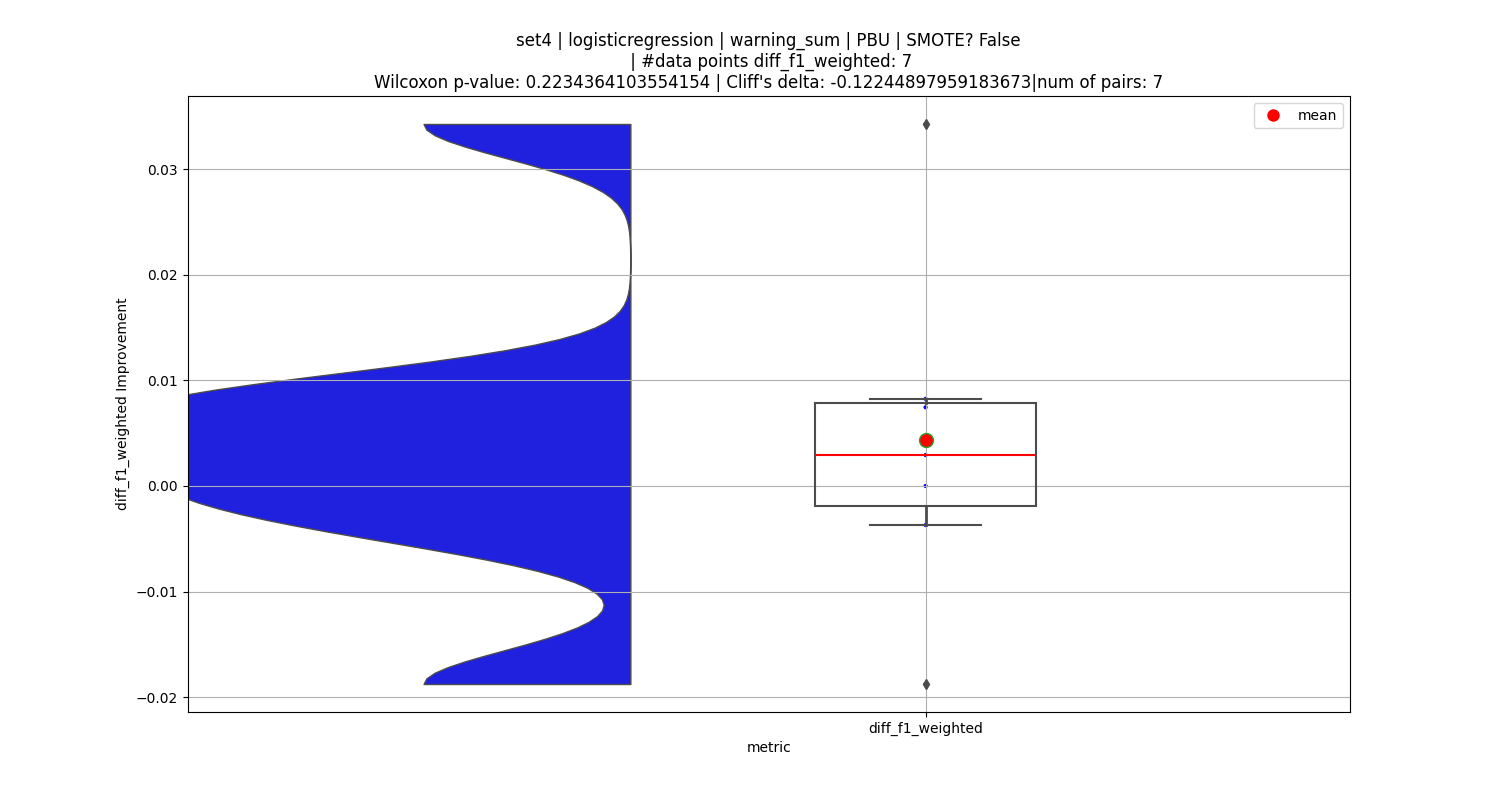 set4 | logisticregression | warning_sum | PBU | SMOTE? False
| #data points diff_f1_weighted: 7
Wilcoxon p-value: 0.2234364103554154 | Cliff's delta: -0.12244897959183673|num of pairs: 7
mean
0.03
0.02
0.01
0.00
−0.01
−0.02
diff_f1_weighted Improvement
diff_f1_weighted
metric